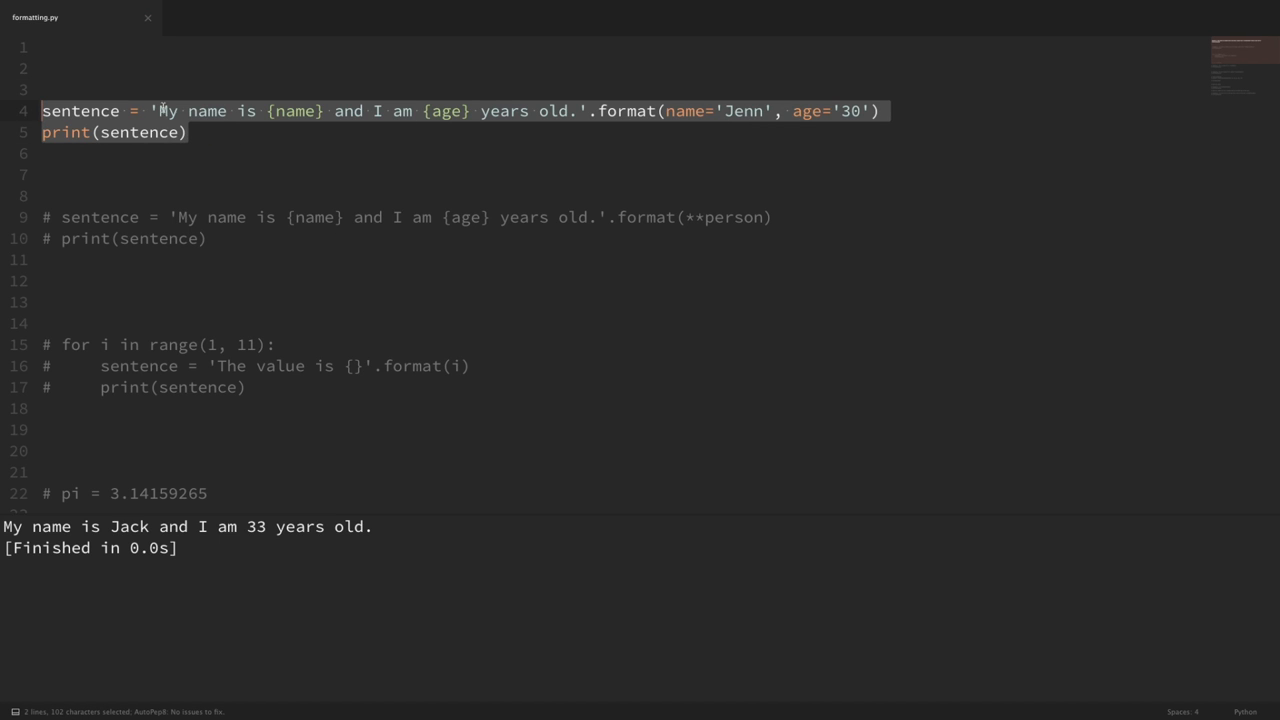 formatting.py ×
1
2
3
4 sentence = 'My name is {name} and I am {age} years old.'.format(name='Jenn', age='30')
5 print(sentence)
6
7
8
9 # sentence = 'My name is {name} and I am {age} years old.'.format(**person)
10 # print(sentence)
11
12
13
14
15 # for i in range(1, 11):
16 #     sentence = 'The value is {}'.format(i)
17 #     print(sentence)
18
19
20
21
22 # pi = 3.14159265
My name is Jack and I am 33 years old.
[Finished in 0.0s]
2 lines, 102 characters selected; AutoPep8: No issues to fix. Spaces: 4 Python